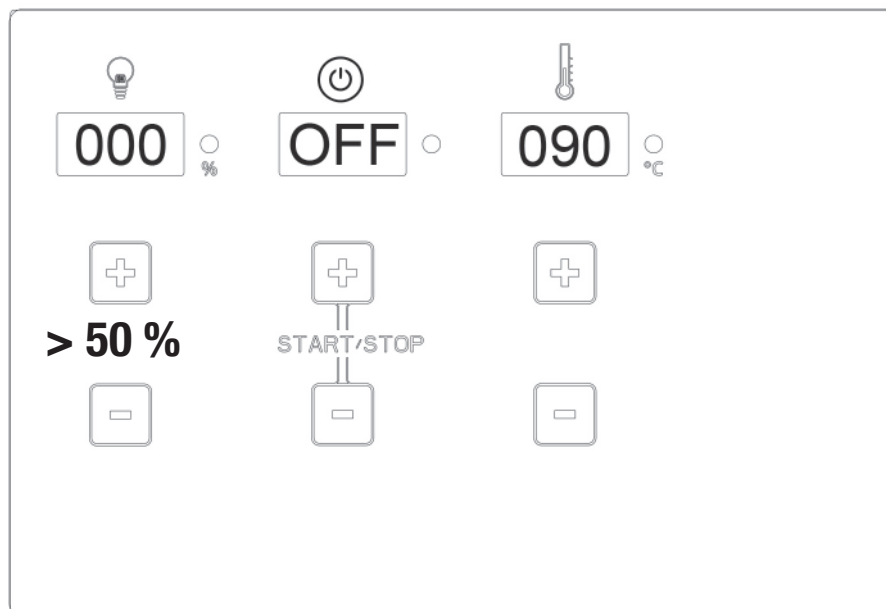 000 % OFF 090 °C
+ + +
> 50 % START/STOP
- - -